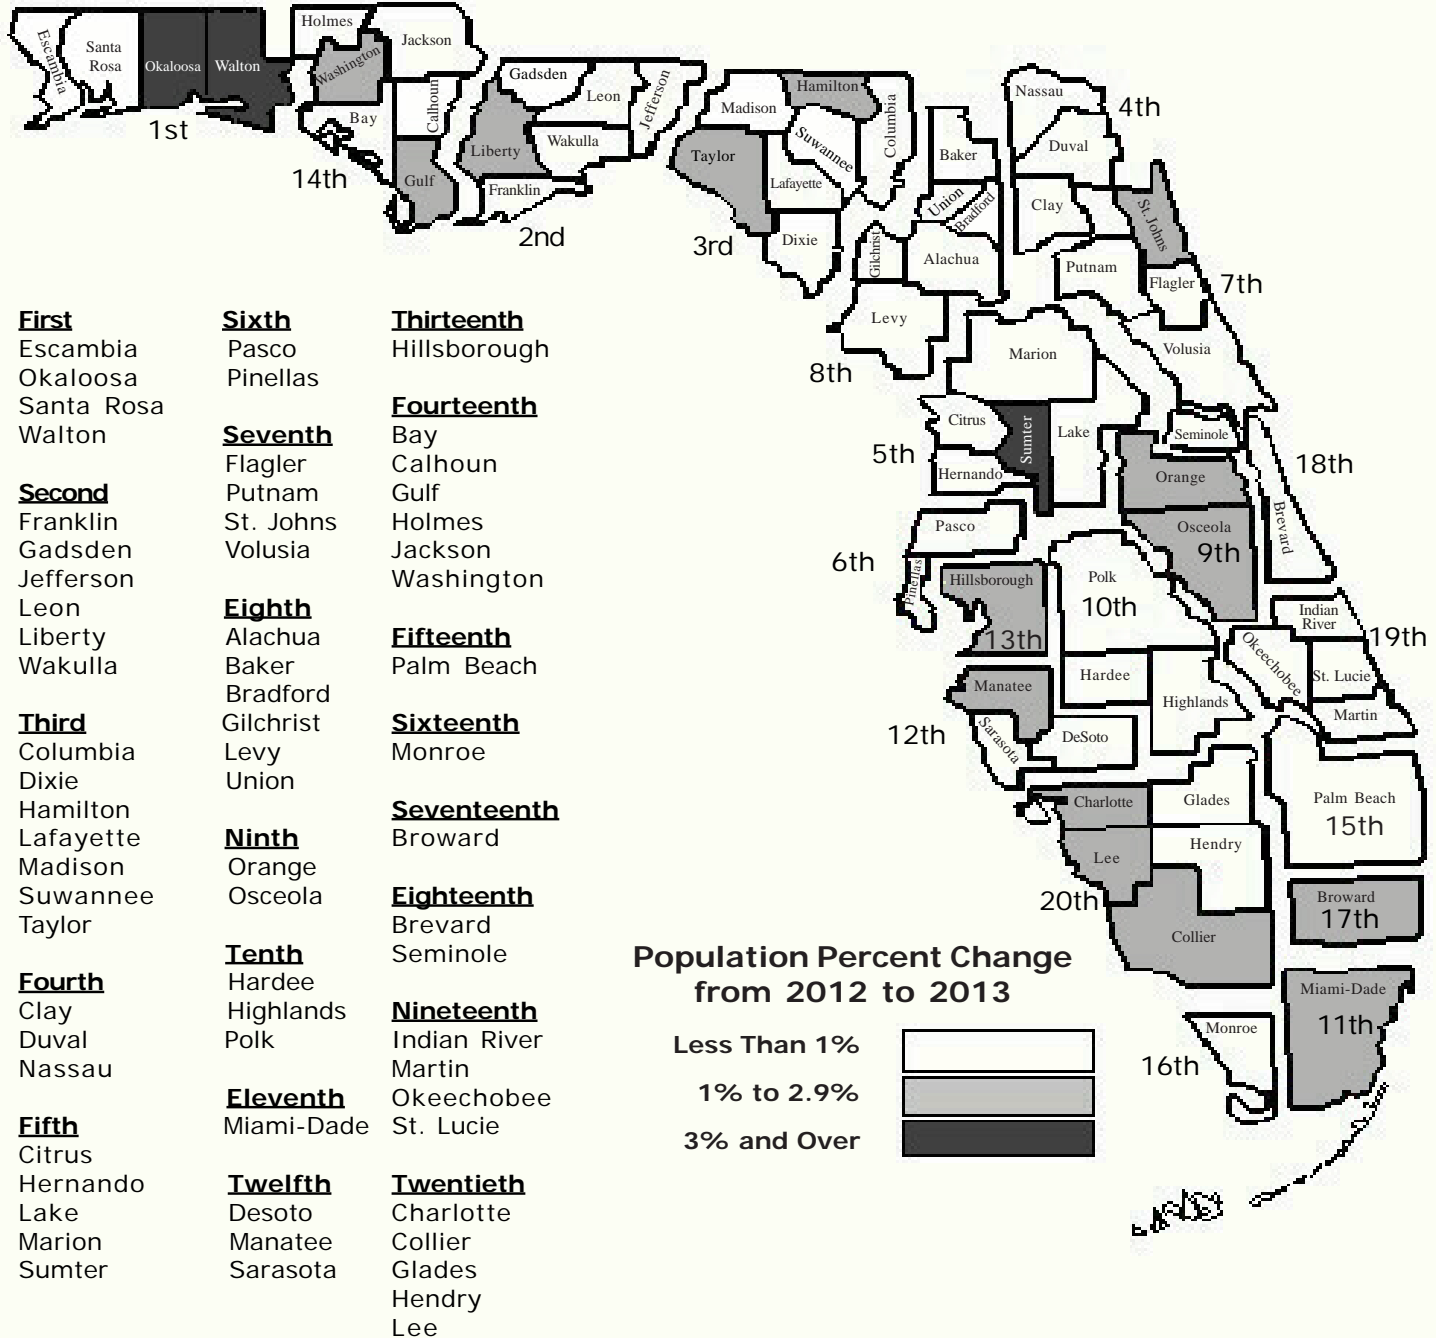 Holmes
Jackson
Escambia
Santa
Rosa
Okaloosa
Walton
Washington
Calhoun
Bay
Gulf
1st
14th
Gadsden
Leon
Jefferson
Liberty
Wakulla
Franklin
2nd
Madison
Hamilton
Columbia
Suwannee
Taylor
Lafayette
Dixie
3rd
Nassau
4th
Duval
Baker
Clay
Union
Bradford
St. Johns
Gilchrist
Alachua
Putnam
Flagler
7th
Levy
Marion
Volusia
8th
Citrus
Sumter
Lake
Seminole
5th
Hernando
Orange
18th
Brevard
Pasco
Osceola
9th
6th
Pinellas
Hillsborough
13th
Polk
10th
Indian
River
19th
Okeechobee
St. Lucie
Martin
Manatee
Hardee
Highlands
12th
Sarasota
DeSoto
Charlotte
Glades
Palm Beach
15th
Lee
Hendry
20th
Collier
Broward
17th
Miami-Dade
11th
Monroe
16th
First
Escambia
Okaloosa
Santa Rosa
Walton
Second
Franklin
Gadsden
Jefferson
Leon
Liberty
Wakulla
Third
Columbia
Dixie
Hamilton
Lafayette
Madison
Suwannee
Taylor
Fourth
Clay
Duval
Nassau
Fifth
Citrus
Hernando
Lake
Marion
Sumter
Sixth
Pasco
Pinellas
Seventh
Flagler
Putnam
St. Johns
Volusia
Eighth
Alachua
Baker
Bradford
Gilchrist
Levy
Union
Ninth
Orange
Osceola
Tenth
Hardee
Highlands
Polk
Eleventh
Miami-Dade
Twelfth
Desoto
Manatee
Sarasota
Thirteenth
Hillsborough
Fourteenth
Bay
Calhoun
Gulf
Holmes
Jackson
Washington
Fifteenth
Palm Beach
Sixteenth
Monroe
Seventeenth
Broward
Eighteenth
Brevard
Seminole
Nineteenth
Indian River
Martin
Okeechobee
St. Lucie
Twentieth
Charlotte
Collier
Glades
Hendry
Lee
Population Percent Change
from 2012 to 2013
Less Than 1%
1% to 2.9%
3% and Over